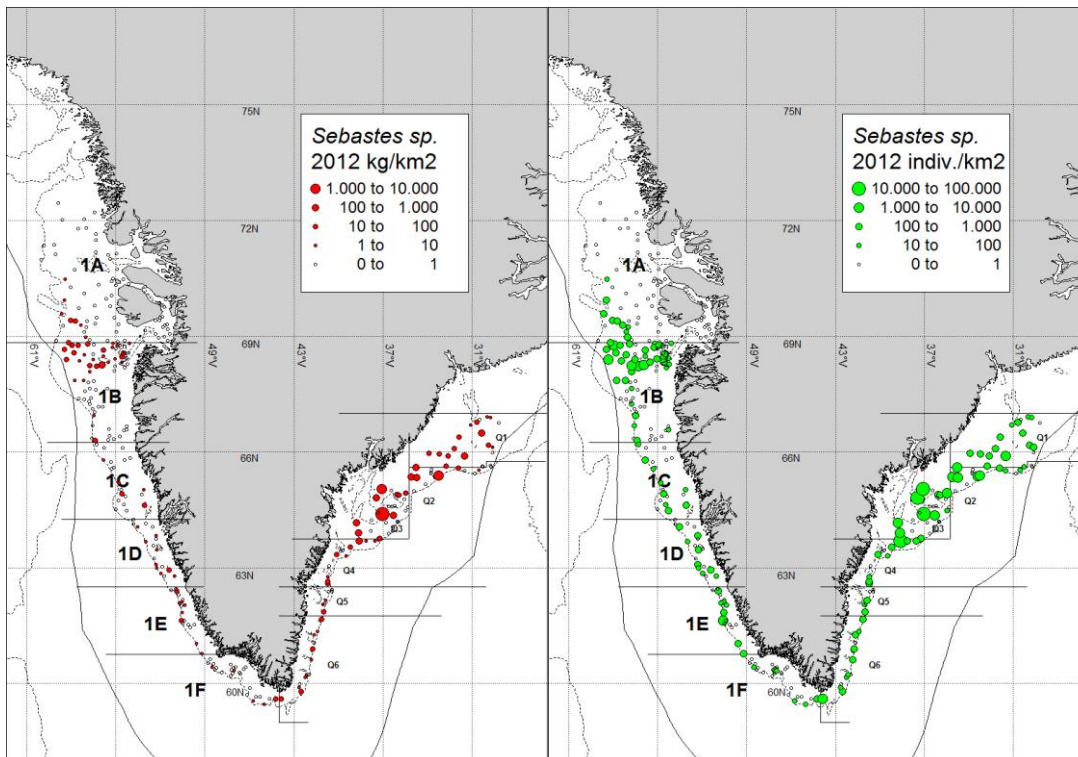 75N
Sebastes sp.
2012 kg/km2
1.000 to 10.000
100 to 1.000
10 to 100
1 to 10
0 to 1
72N
1A
69N
61°V
49°V
43°V
37°V
31°V
1B
66N
Q1
1C
Q2
Q3
1D
63N
Q4
Q5
1E
Q6
1F
60N
75N
Sebastes sp.
2012 indiv./km2
10.000 to 100.000
1.000 to 10.000
100 to 1.000
10 to 100
0 to 1
72N
1A
69N
61°V
49°V
43°V
37°V
31°V
1B
66N
Q1
1C
Q2
Q3
1D
63N
Q4
Q5
1E
Q6
1F
60N